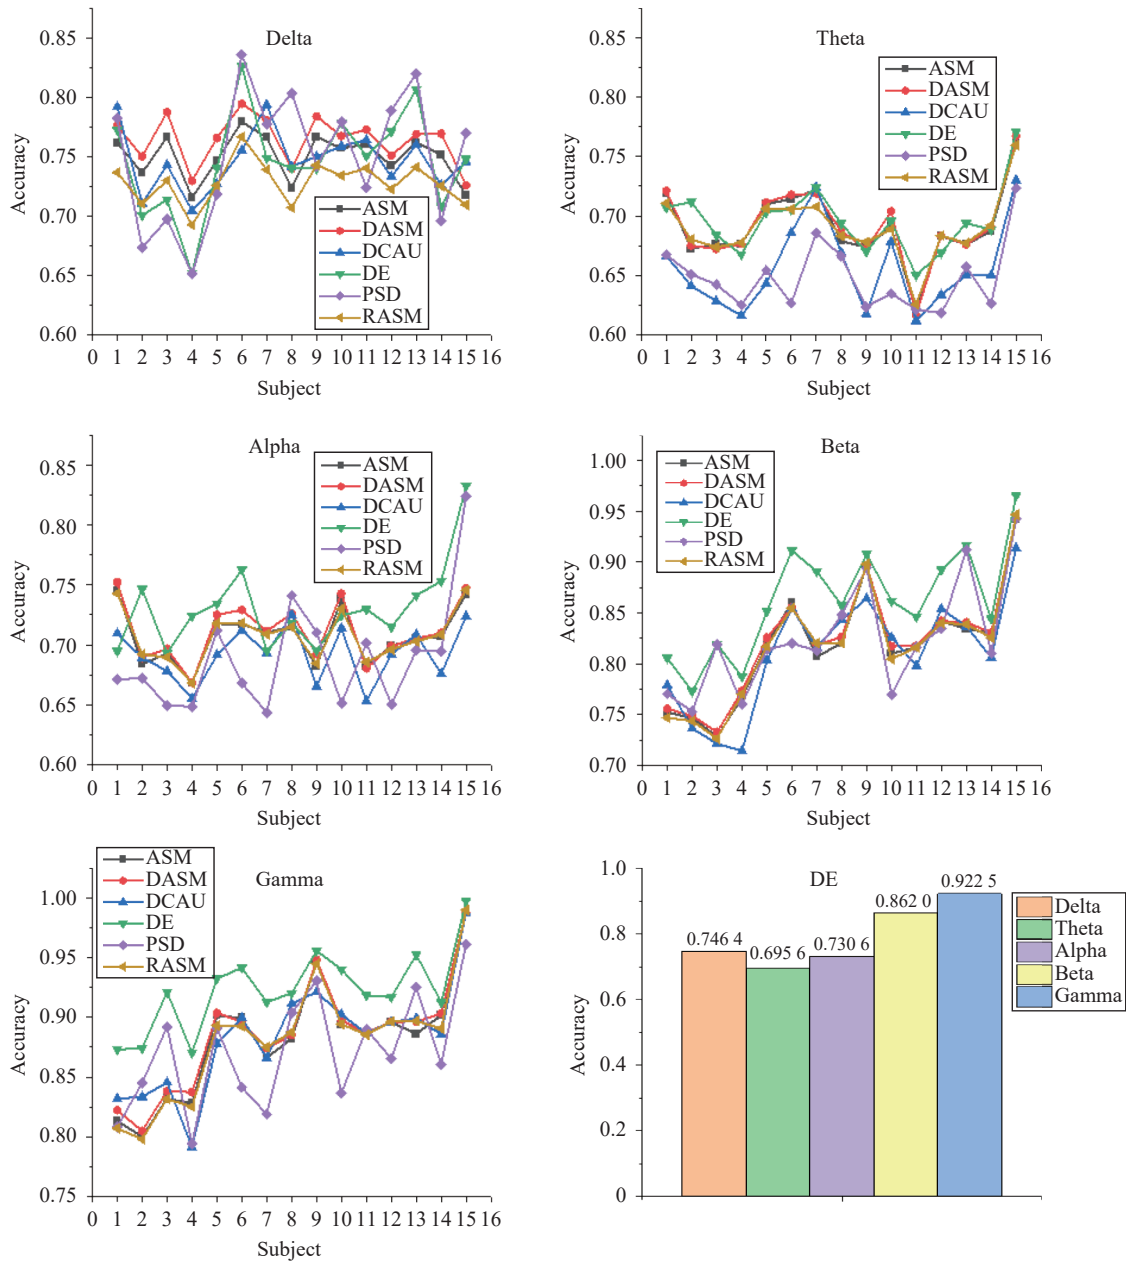 Delta
Accuracy
0.85
0.80
0.75
0.70
0.65
0.60
ASM
DASM
DCAU
DE
PSD
RASM
0 1 2 3 4 5 6 7 8 9 10 11 12 13 14 15 16
Subject
Theta
Accuracy
0.85
0.80
0.75
0.70
0.65
0.60
ASM
DASM
DCAU
DE
PSD
RASM
0 1 2 3 4 5 6 7 8 9 10 11 12 13 14 15 16
Subject
Alpha
Accuracy
0.85
0.80
0.75
0.70
0.65
0.60
ASM
DASM
DCAU
DE
PSD
RASM
0 1 2 3 4 5 6 7 8 9 10 11 12 13 14 15 16
Subject
Beta
Accuracy
1.00
0.95
0.90
0.85
0.80
0.75
0.70
ASM
DASM
DCAU
DE
PSD
RASM
0 1 2 3 4 5 6 7 8 9 10 11 12 13 14 15 16
Subject
Gamma
Accuracy
1.00
0.95
0.90
0.85
0.80
0.75
ASM
DASM
DCAU
DE
PSD
RASM
0 1 2 3 4 5 6 7 8 9 10 11 12 13 14 15 16
Subject
DE
Accuracy
1.0
0.8
0.6
0.4
0.2
0
0.746 4
0.695 6
0.730 6
0.862 0
0.922 5
Delta
Theta
Alpha
Beta
Gamma